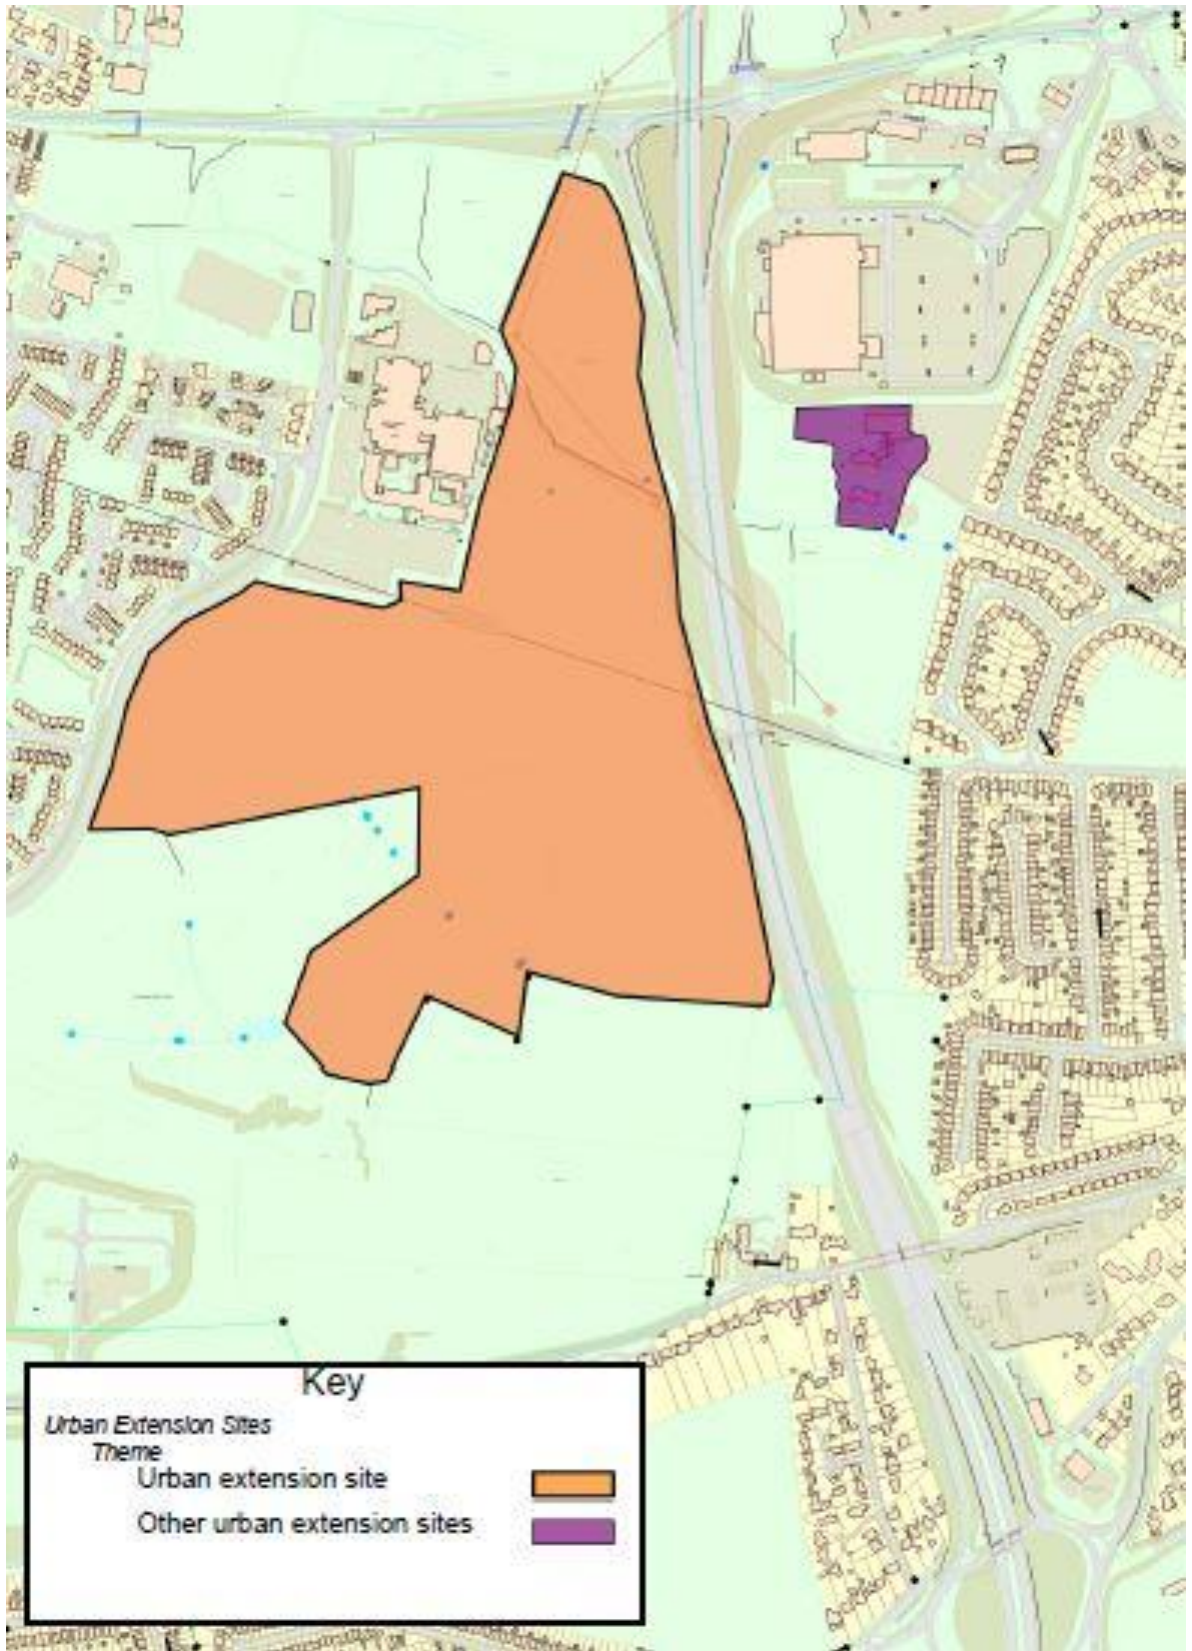 Key
Urban Extension Sites
Theme
Urban extension site
Other urban extension sites